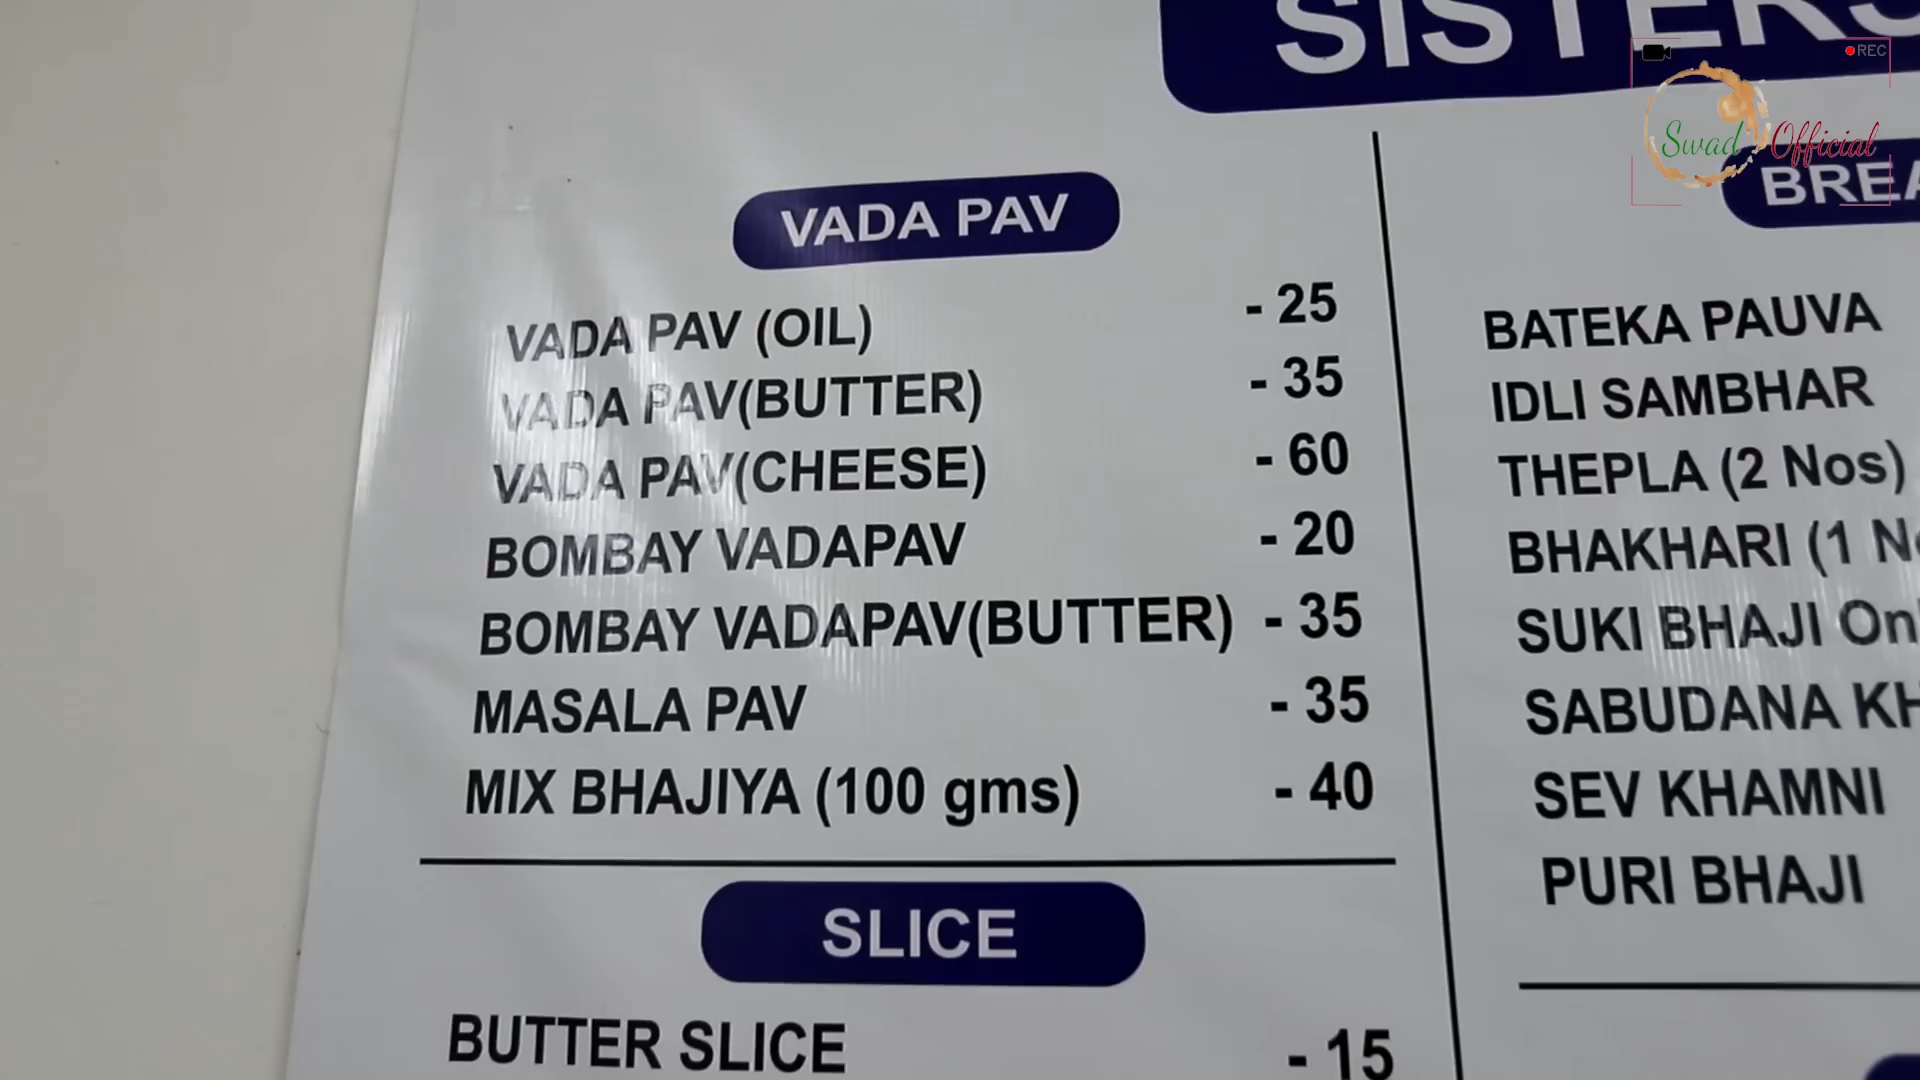 SISTERS
REC
Swad Official
VADA PAV
VADA PAV (OIL) - 25
VADA PAV(BUTTER) - 35
VADA PAV(CHEESE) - 60
BOMBAY VADAPAV - 20
BOMBAY VADAPAV(BUTTER) - 35
MASALA PAV - 35
MIX BHAJIYA (100 gms) - 40
SLICE
BUTTER SLICE - 15
BATEKA PAUVA
IDLI SAMBHAR
THEPLA (2 Nos)
BHAKHARI (1
SUKI BHAJI
SABUDANA
SEV KHAMNI
PURI BHAJI